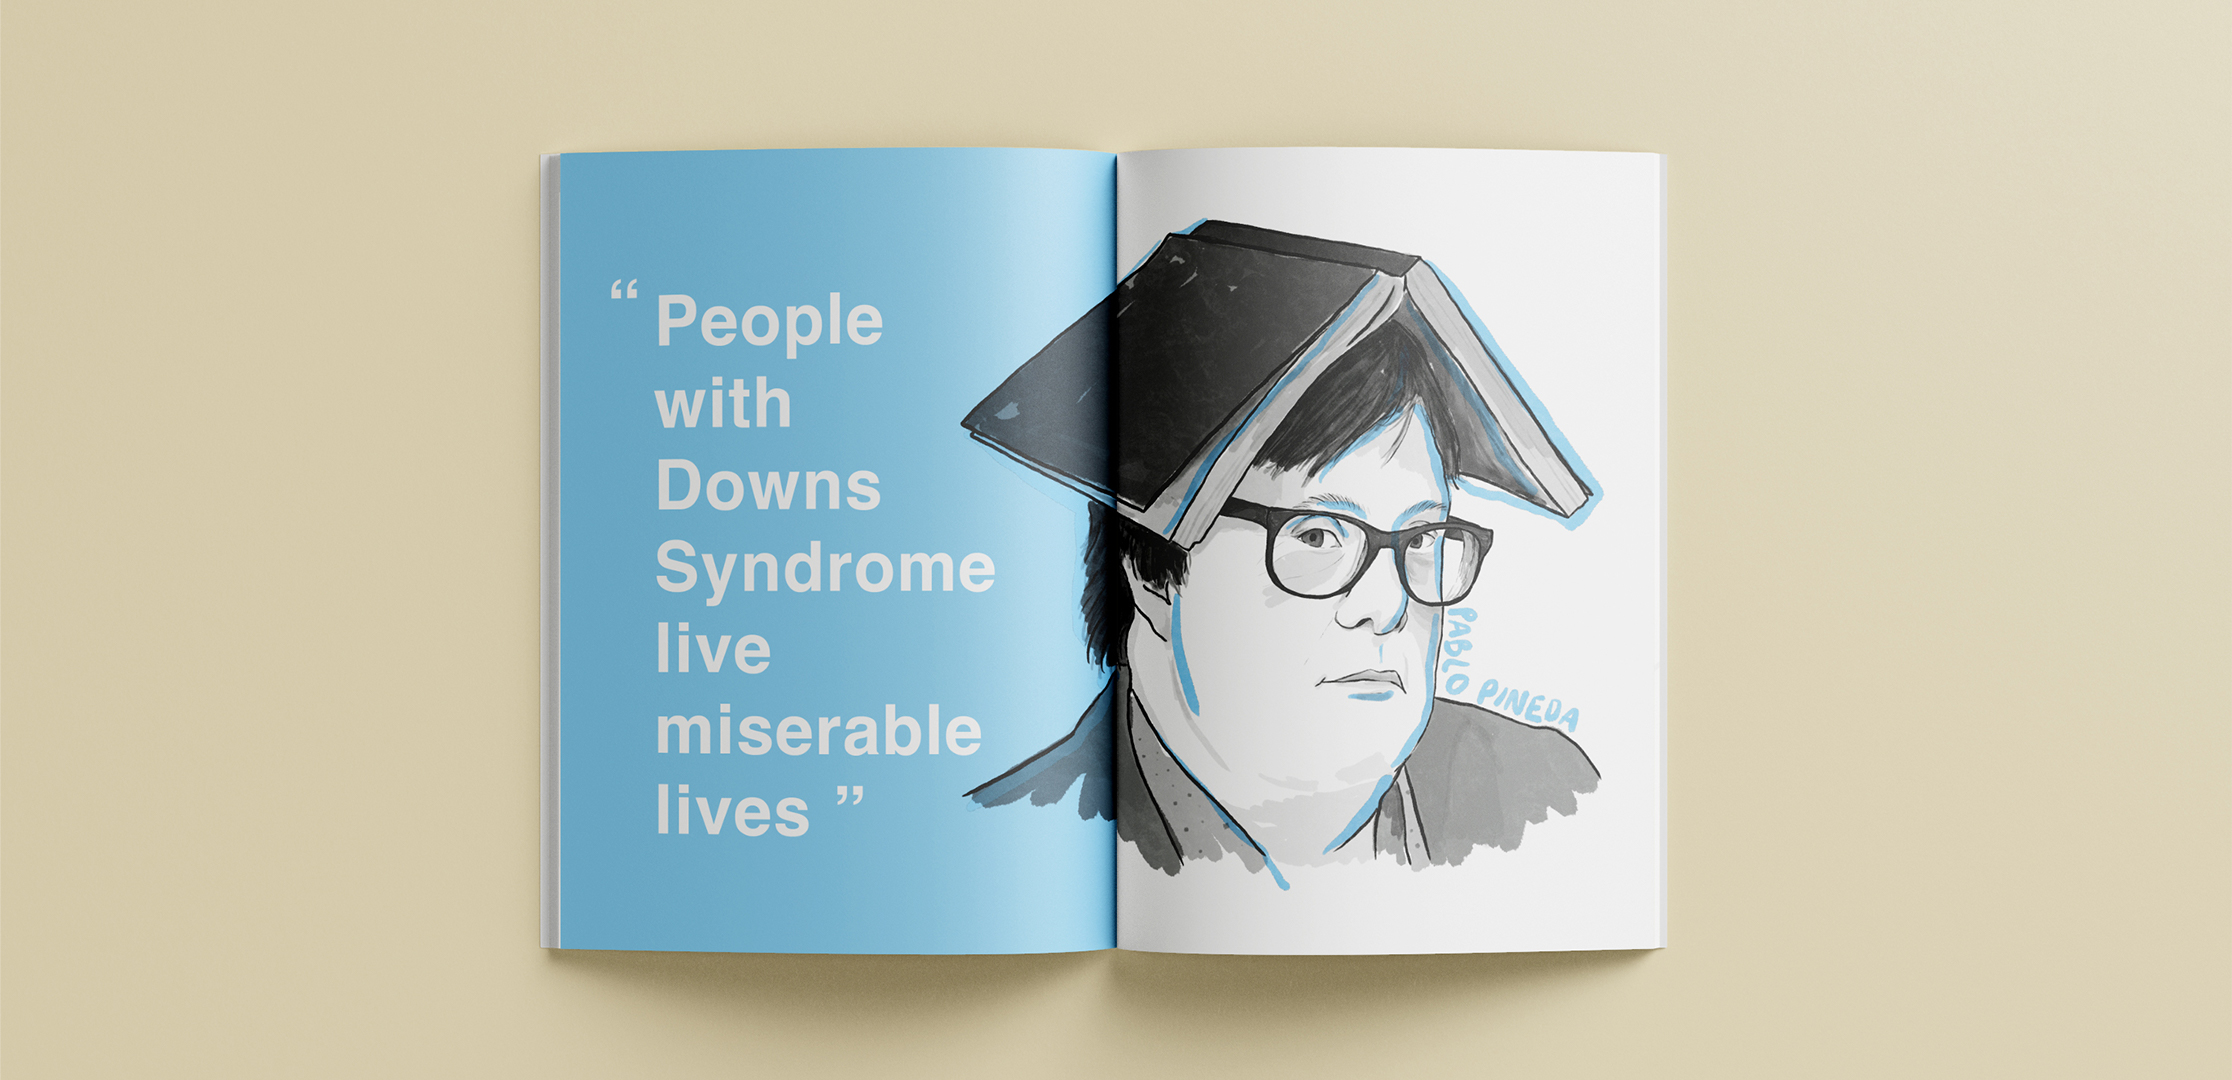 “ People
with
Downs
Syndrome
live
miserable
lives ”
PABLO PINEDA